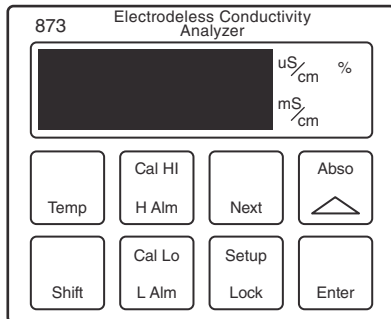 873
Electrodeless Conductivity
Analyzer
uS/cm %
mS/cm
Cal HI Abso
Temp H Alm Next
Cal Lo Setup
Shift L Alm Lock Enter